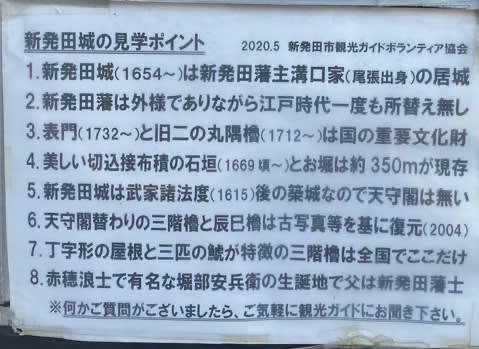 新発田城の見学ポイント 2020.5 新発田市観光ガイドボランティア協会
1.新発田城(1654～)は新発田藩主溝口家(尾張出身)の居城
2.新発田藩は外様でありながら江戸時代一度も所替え無し
3.表門(1732～)と旧二の丸隅櫓(1712～)は国の重要文化財
4.美しい切込接布積の石垣(1669頃～)とお堀は約350mが現存
5.新発田城は武家諸法度(1615)後の築城なので天守閣は無い
6.天守閣替わりの三階櫓と辰巳櫓は古写真等を基に復元(2004)
7.丁字形の屋根と三匹の鯱が特徴の三階櫓は全国でここだけ
8.赤穂浪士で有名な堀部安兵衛の生誕地で父は新発田藩士
※何かご質問がございましたら、ご気軽に観光ガイドにお聞き下さい。